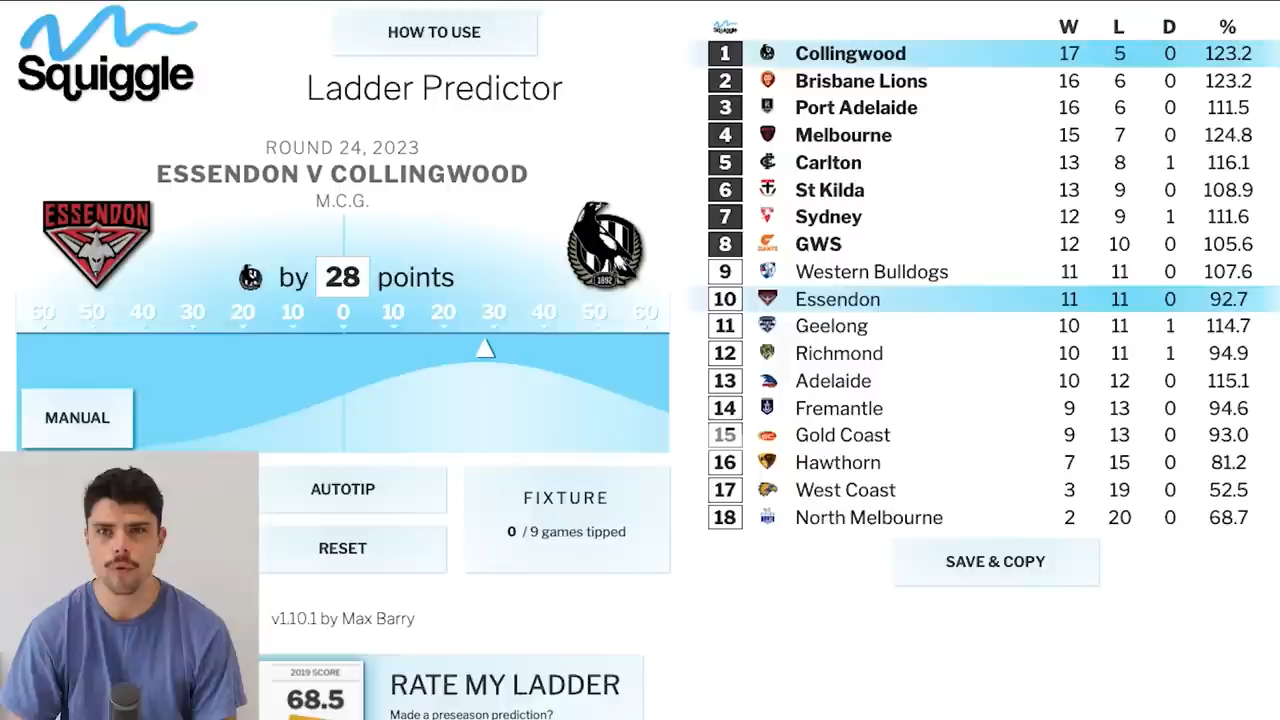 Squiggle
HOW TO USE
Ladder Predictor
ROUND 24, 2023
ESSENDON V COLLINGWOOD
M.C.G.
ESSENDON
1892
by 28 points
60 50 40 30 20 10 0 10 20 30 40 50 60
MANUAL
AUTOTIP
RESET
FIXTURE
0 / 9 games tipped
v1.10.1 by Max Barry
2019 SCORE
68.5
RATE MY LADDER
Made a preseason prediction?
Squiggle W L D %
1 Collingwood 17 5 0 123.2
2 Brisbane Lions 16 6 0 123.2
3 Port Adelaide 16 6 0 111.5
4 Melbourne 15 7 0 124.8
5 Carlton 13 8 1 116.1
6 St Kilda 13 9 0 108.9
7 Sydney 12 9 1 111.6
8 GWS 12 10 0 105.6
9 Western Bulldogs 11 11 0 107.6
10 Essendon 11 11 0 92.7
11 Geelong 10 11 1 114.7
12 Richmond 10 11 1 94.9
13 Adelaide 10 12 0 115.1
14 Fremantle 9 13 0 94.6
15 Gold Coast 9 13 0 93.0
16 Hawthorn 7 15 0 81.2
17 West Coast 3 19 0 52.5
18 North Melbourne 2 20 0 68.7
SAVE & COPY